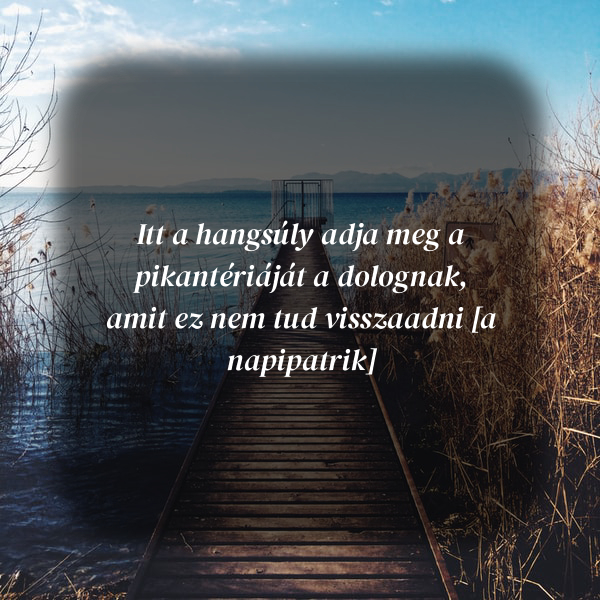 Itt a hangsúly adja meg a
pikantériáját a dolognak,
amit ez nem tud visszaadni [a
napipatrik]